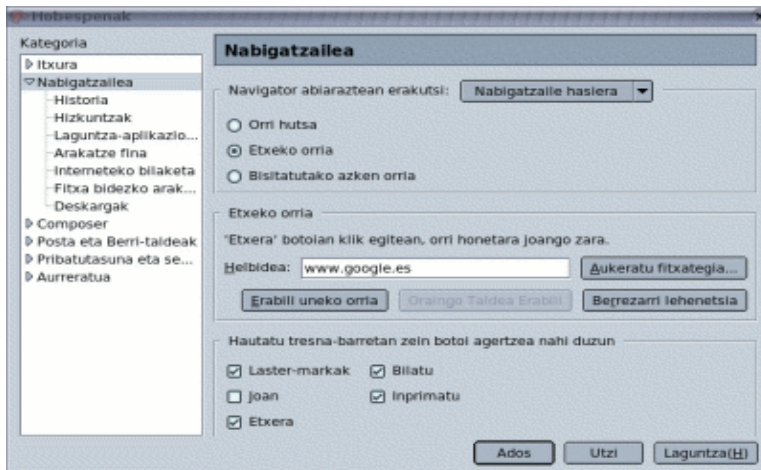 Hobespenak
Kategoria
Itxura
Nabigatzailea
Historia
Hizkuntzak
Laguntza-aplikazio...
Arakatze fina
Interneteko bilaketa
Fitxa bidezko arak...
Deskargak
Composer
Posta eta Berri-taldeak
Pribatutasuna eta se...
Aurreratua
Nabigatzailea
Navigator abiaraztean erakutsi: Nabigatzaile hasiera
Orri hutsa
Etxeko orria
Bisitatutako azken orria
Etxeko orria
'Etxera' botoian klik egitean, orri honetara joango zara.
Helbidea: www.google.es Aukeratu fitxategia...
Erabili uneko orria Oraingo Taldea Erabili Berrezarri lehenetsia
Hautatu tresna-barretan zein botoi agertzea nahi duzun
Laster-markak Bilatu
Joan Inprimatu
Etxera
Ados Utzi Laguntza(H)